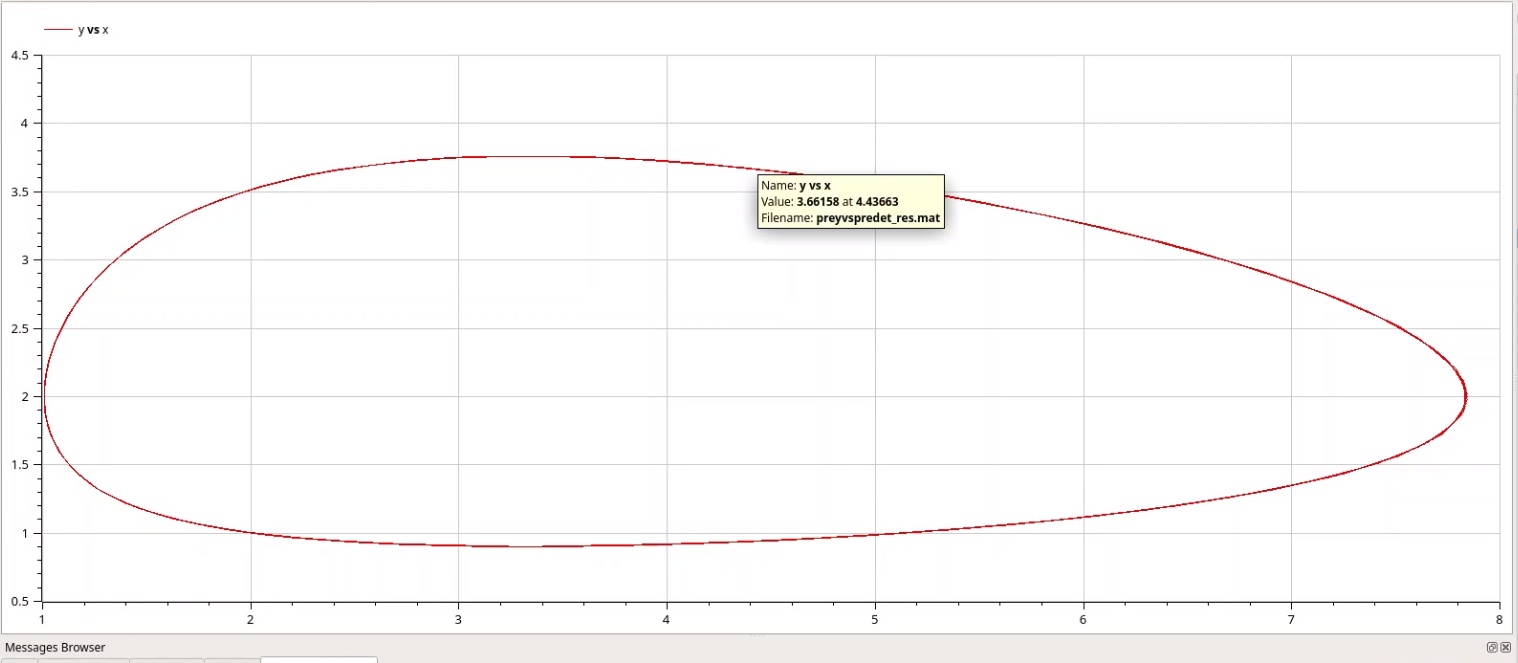 y vs x
4.5
4
3.5
3
2.5
2
1.5
1
0.5
1 2 3 4 5 6 7 8
Name: y vs x
Value: 3.66158 at 4.43663
Filename: preyvspredet_res.mat
Messages Browser